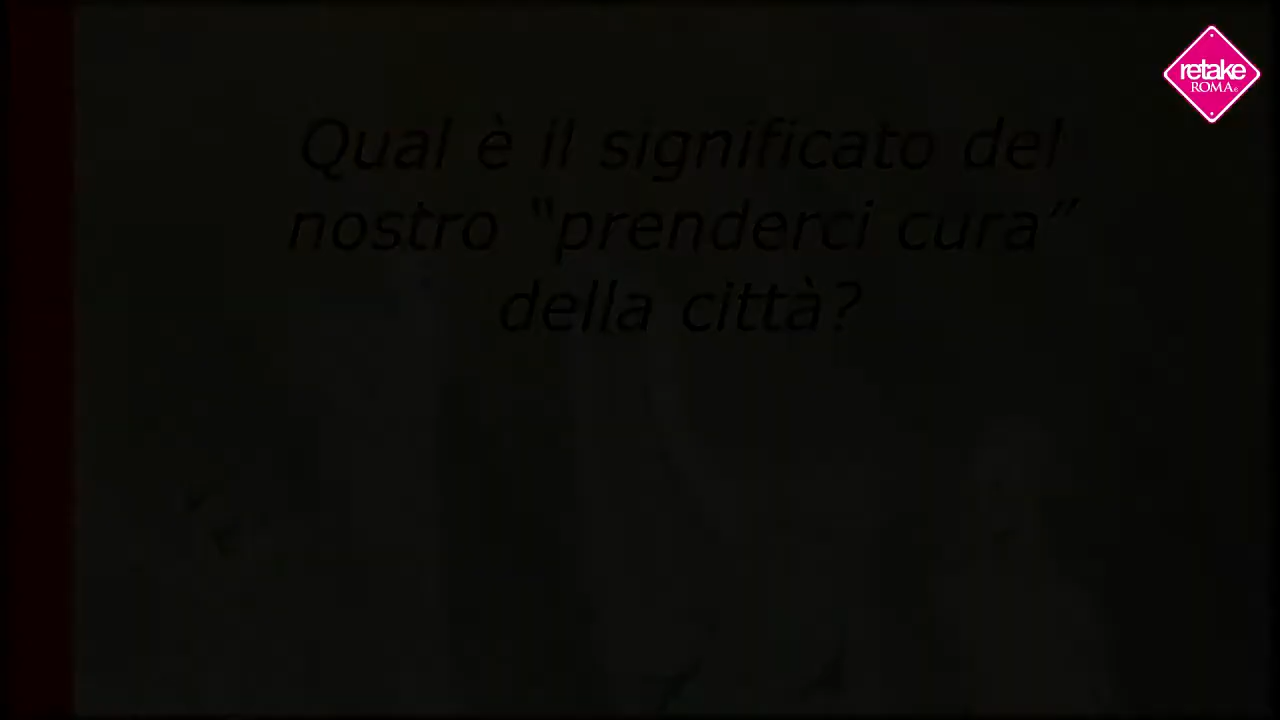 retake
ROMA®
Qual è il significato del
nostro “prenderci cura”
della città?